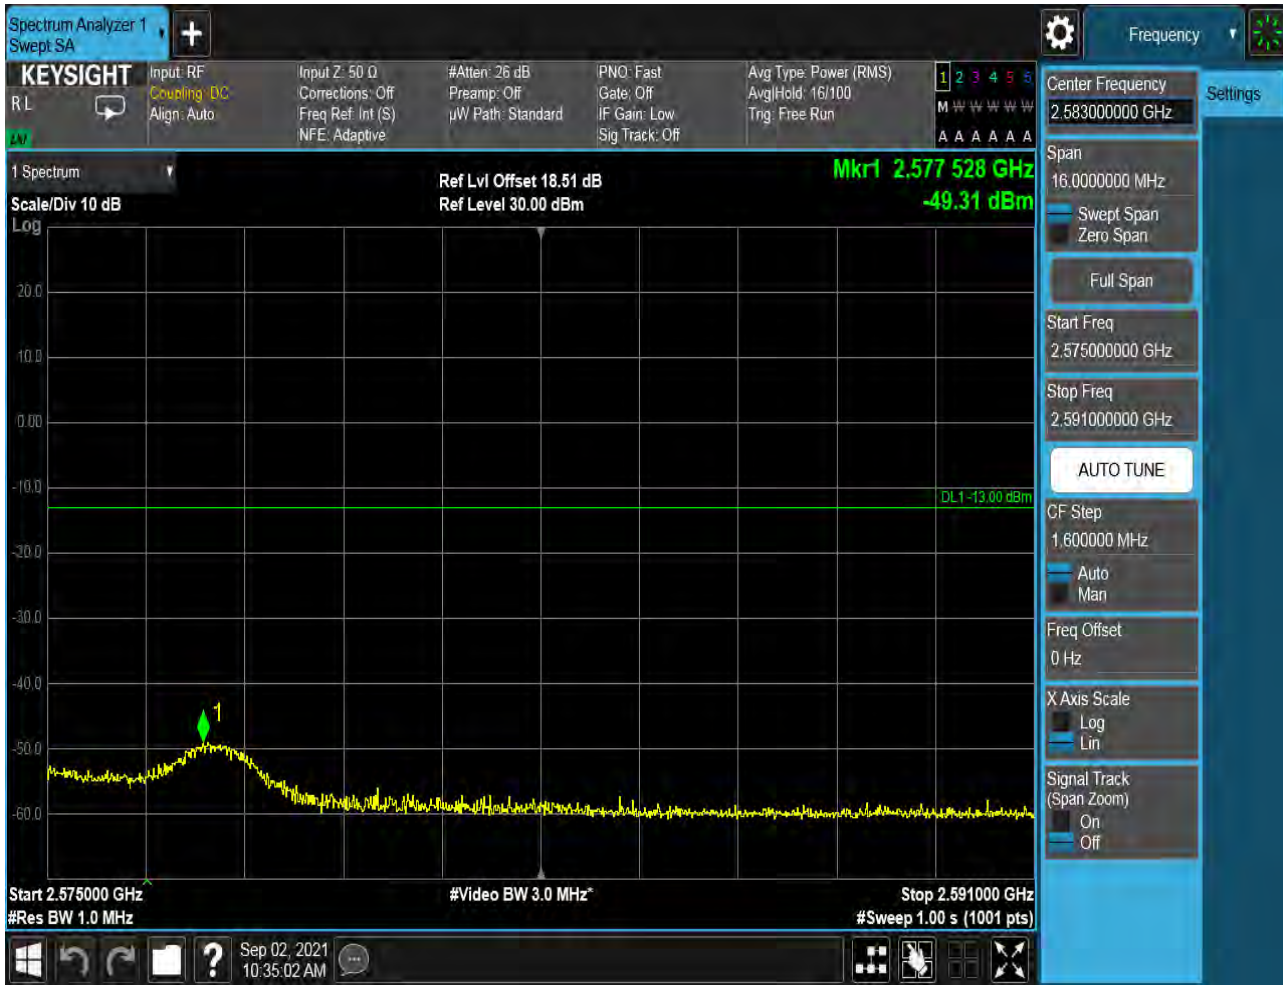 Spectrum Analyzer 1
Swept SA
Frequency
KEYSIGHT
R L
LXI
Input: RF
Coupling: DC
Align: Auto
Input Z: 50 Ω
Corrections: Off
Freq Ref: Int (S)
NFE: Adaptive
#Atten: 26 dB
Preamp: Off
µW Path: Standard
PNO: Fast
Gate: Off
IF Gain: Low
Sig Track: Off
Avg Type: Power (RMS)
Avg|Hold: 16/100
Trig: Free Run
1 2 3 4 5 6
M W W W W W
A A A A A A
1 Spectrum
Scale/Div 10 dB
Log
Ref Lvl Offset 18.51 dB
Ref Level 30.00 dBm
Mkr1 2.577 528 GHz
-49.31 dBm
20.0
10.0
0.00
-10.0
DL1 -13.00 dBm
-20.0
-30.0
-40.0
1
-50.0
-60.0
Start 2.575000 GHz
#Res BW 1.0 MHz
#Video BW 3.0 MHz*
Stop 2.591000 GHz
#Sweep 1.00 s (1001 pts)
Sep 02, 2021
10:35:02 AM
Center Frequency
2.583000000 GHz
Settings
Span
16.0000000 MHz
Swept Span
Zero Span
Full Span
Start Freq
2.575000000 GHz
Stop Freq
2.591000000 GHz
AUTO TUNE
CF Step
1.600000 MHz
Auto
Man
Freq Offset
0 Hz
X Axis Scale
Log
Lin
Signal Track
(Span Zoom)
On
Off